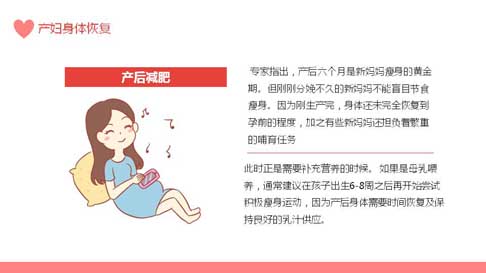 产妇身体恢复
产后减肥
专家指出，产后六个月是新妈妈瘦身的黄金
期。但刚刚分娩不久的新妈妈不能盲目节食
瘦身。因为刚生产完，身体还未完全恢复到
孕前的程度，加之有些新妈妈还担负着繁重
的哺育任务
此时正是需要补充营养的时候。如果是母乳喂
养，通常建议在孩子出生6-8周之后再开始尝试
积极瘦身运动，因为产后身体需要时间恢复及保
持良好的乳汁供应。